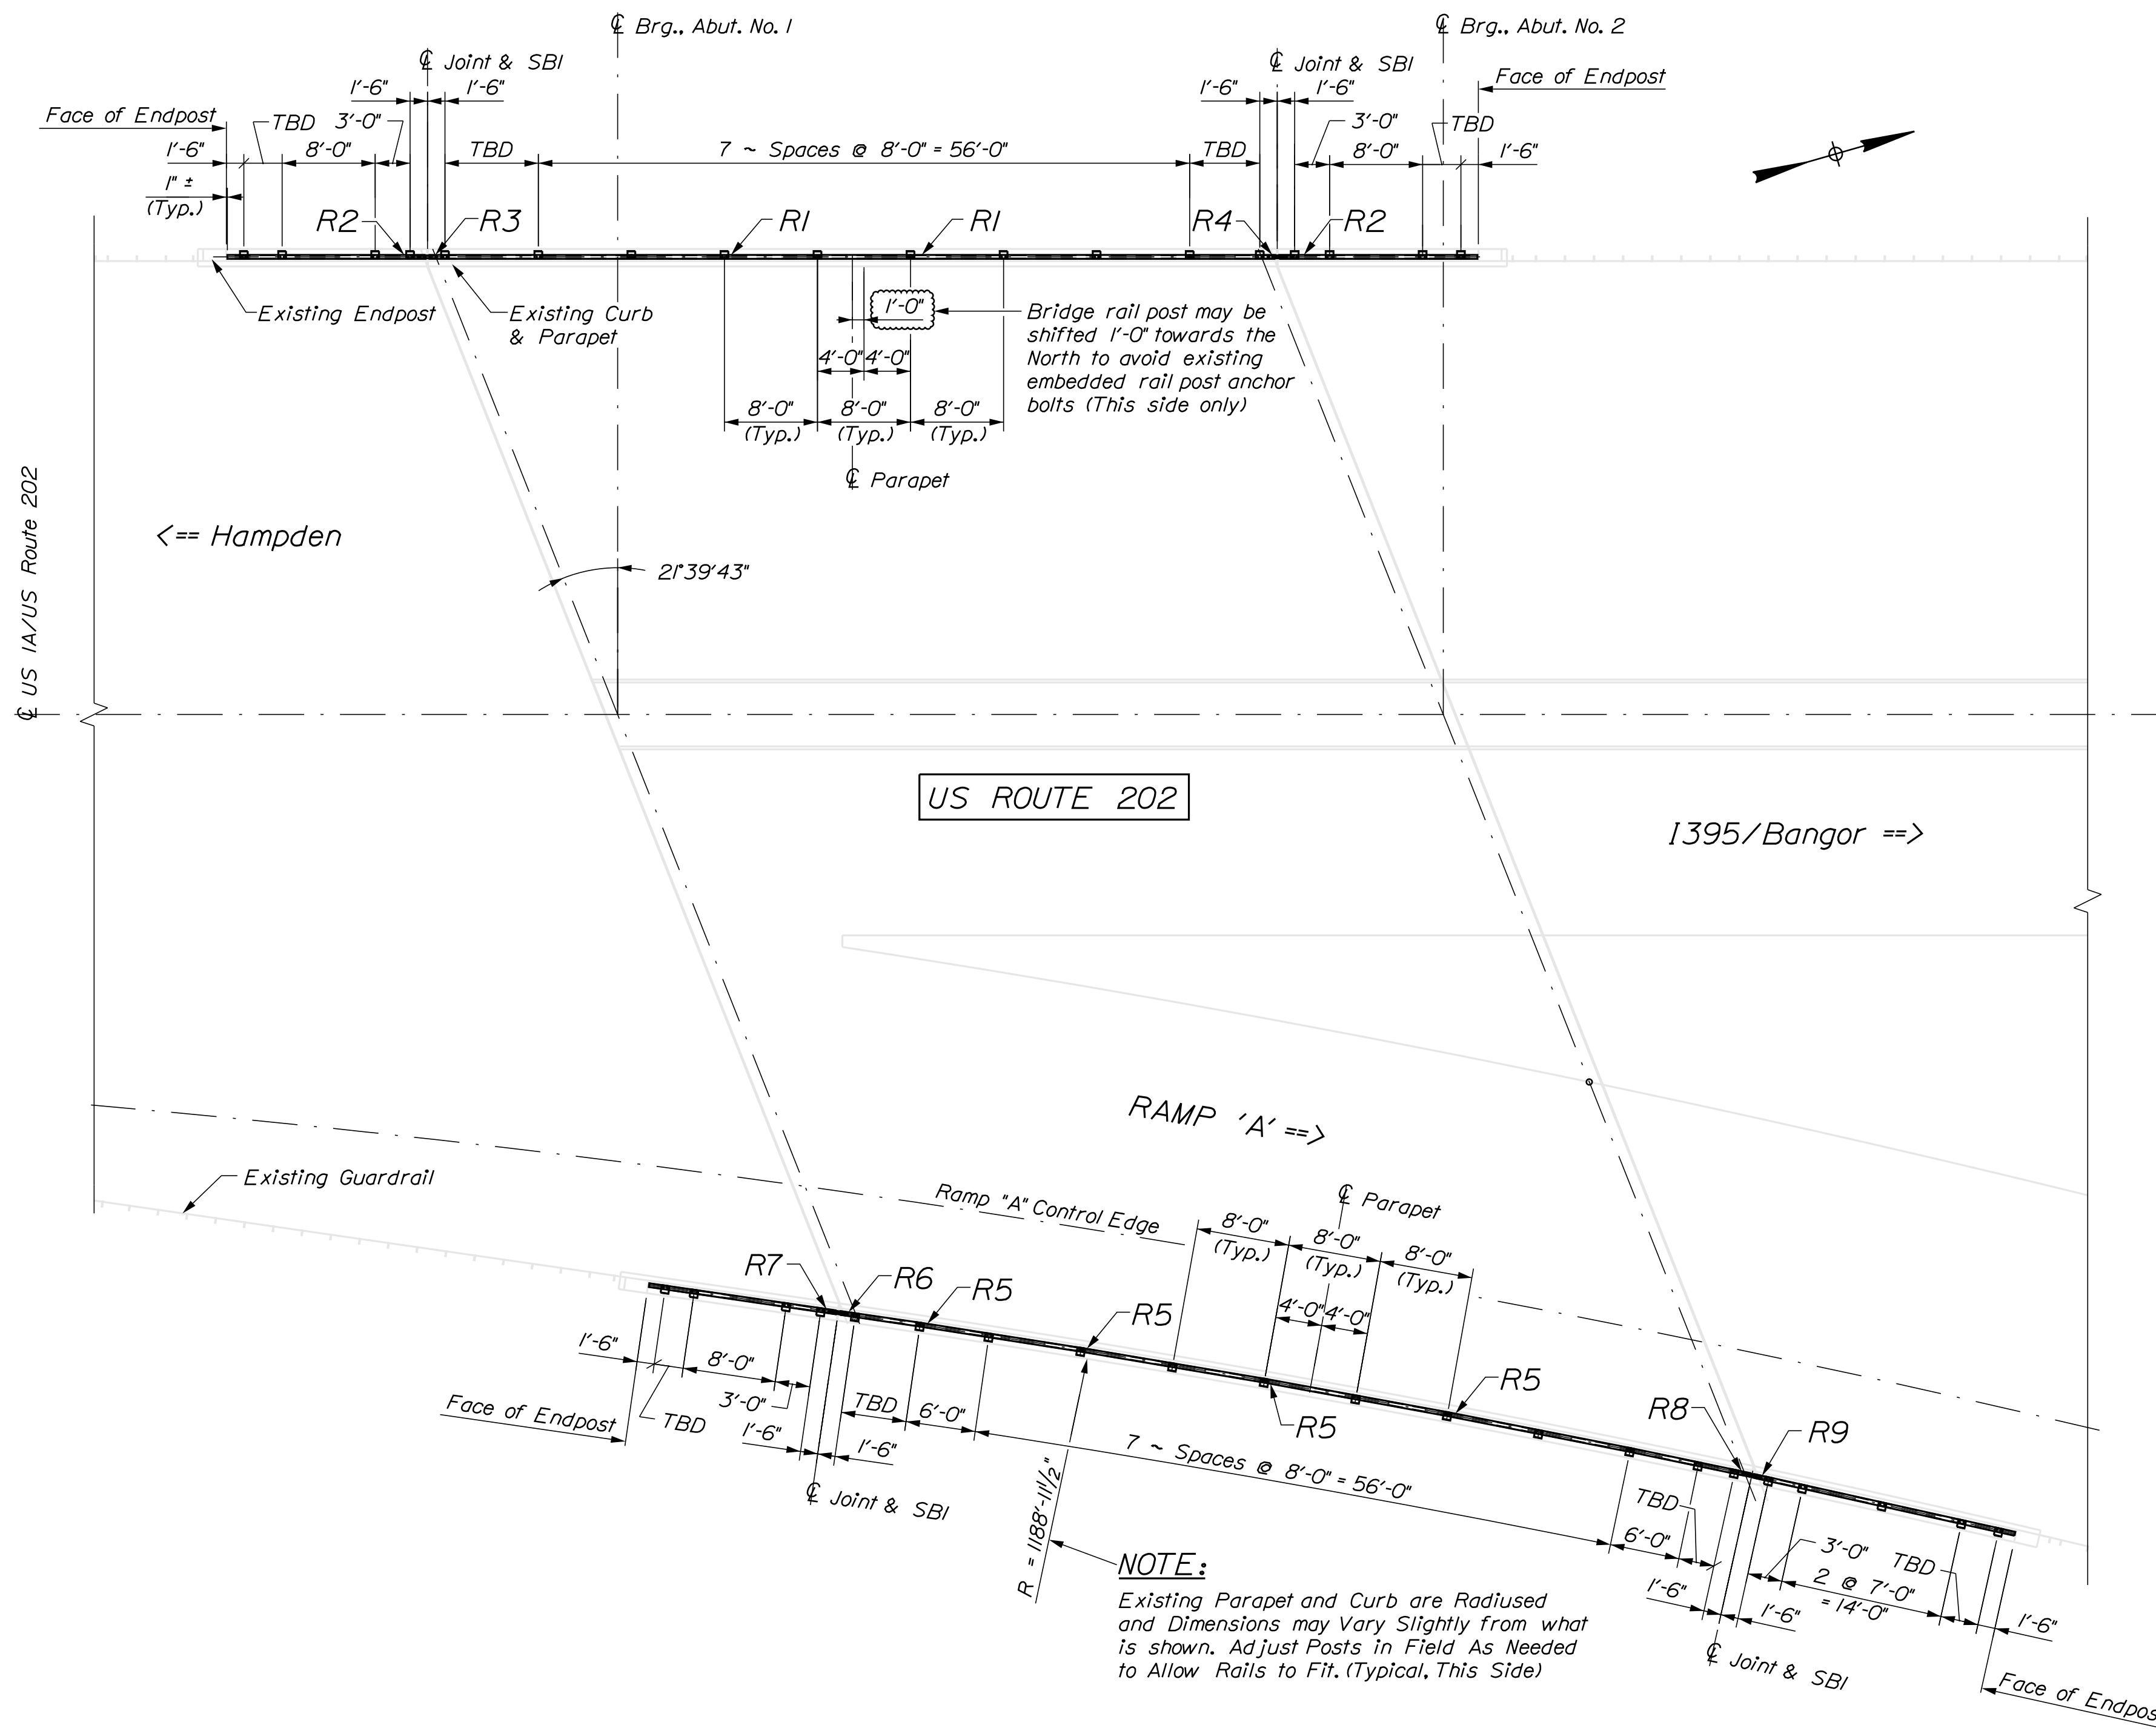 ℄ Brg., Abut. No. 1
℄ Brg., Abut. No. 2
℄ Joint & SB1
℄ Joint & SB1
Face of Endpost
1'-6"
1'-6"
1'-6"
1'-6"
Face of Endpost
TBD
3'-0"
3'-0"
TBD
1'-6"
8'-0"
TBD
7 ~ Spaces @ 8'-0" = 56'-0"
TBD
8'-0"
1'-6"
1" ±
(Typ.)
R2
R3
R1
R1
R4
R2
Existing Endpost
Existing Curb
& Parapet
1'-0"
Bridge rail post may be
shifted 1'-0" towards the
North to avoid existing
embedded rail post anchor
bolts (This side only)
4'-0"
4'-0"
8'-0"
(Typ.)
8'-0"
(Typ.)
8'-0"
(Typ.)
℄ Parapet
℄ US 1A/US Route 202
<== Hampden
21°39'43"
US ROUTE 202
I395/Bangor ==>
RAMP 'A' ==>
Existing Guardrail
Ramp "A" Control Edge
℄ Parapet
8'-0"
(Typ.)
8'-0"
(Typ.)
8'-0"
(Typ.)
4'-0"
4'-0"
R7
R6
R5
R5
R5
R5
R8
R9
1'-6"
8'-0"
3'-0"
TBD
Face of Endpost
1'-6"
1'-6"
TBD
6'-0"
7 ~ Spaces @ 8'-0" = 56'-0"
℄ Joint & SB1
R = 1188'-11 1/2"
TBD
6'-0"
3'-0"
TBD
2 @ 7'-0"
= 14'-0"
1'-6"
1'-6"
1'-6"
℄ Joint & SB1
Face of
NOTE:
Existing Parapet and Curb are Radiused
and Dimensions may Vary Slightly from what
is shown. Adjust Posts in Field As Needed
to Allow Rails to Fit. (Typical, This Side)